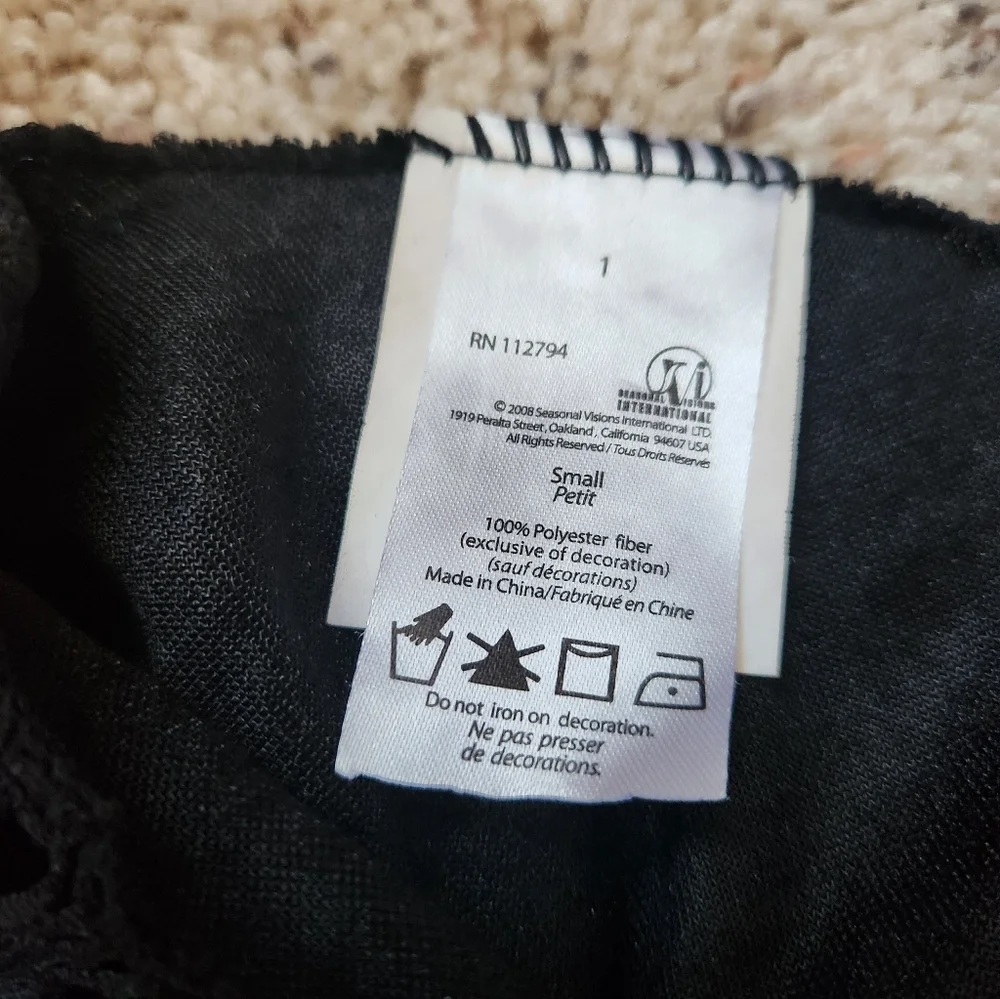 1
RN 112794
SEASONAL VISIONS
INTERNATIONAL
© 2008 Seasonal Visions International LTD.
1919 Peralta Street, Oakland, California 94607 USA
All Rights Reserved / Tous Droits Réservés
Small
Petit
100% Polyester fiber
(exclusive of decoration)
(sauf décorations)
Made in China/Fabriqué en Chine
Do not iron on decoration.
Ne pas presser
de decorations.